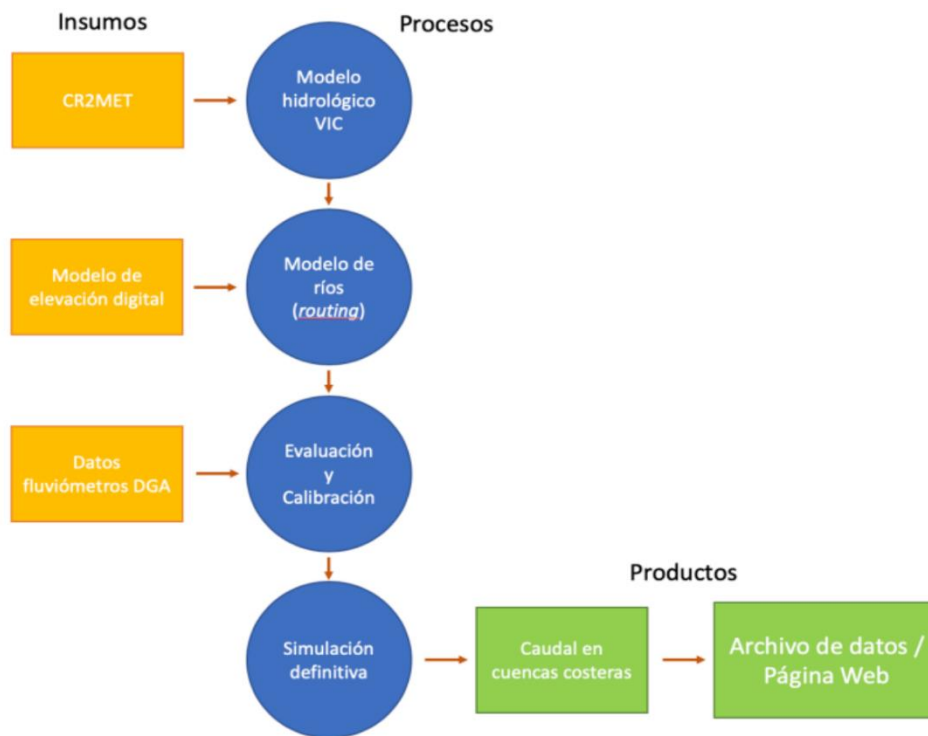 Insumos
Procesos
CR2MET
Modelo
hidrológico
VIC
Modelo de
elevación digital
Modelo de
ríos
(routing)
Datos
fluviómetros DGA
Evaluación
y
Calibración
Productos
Simulación
definitiva
Caudal en
cuencas costeras
Archivo de datos /
Página Web